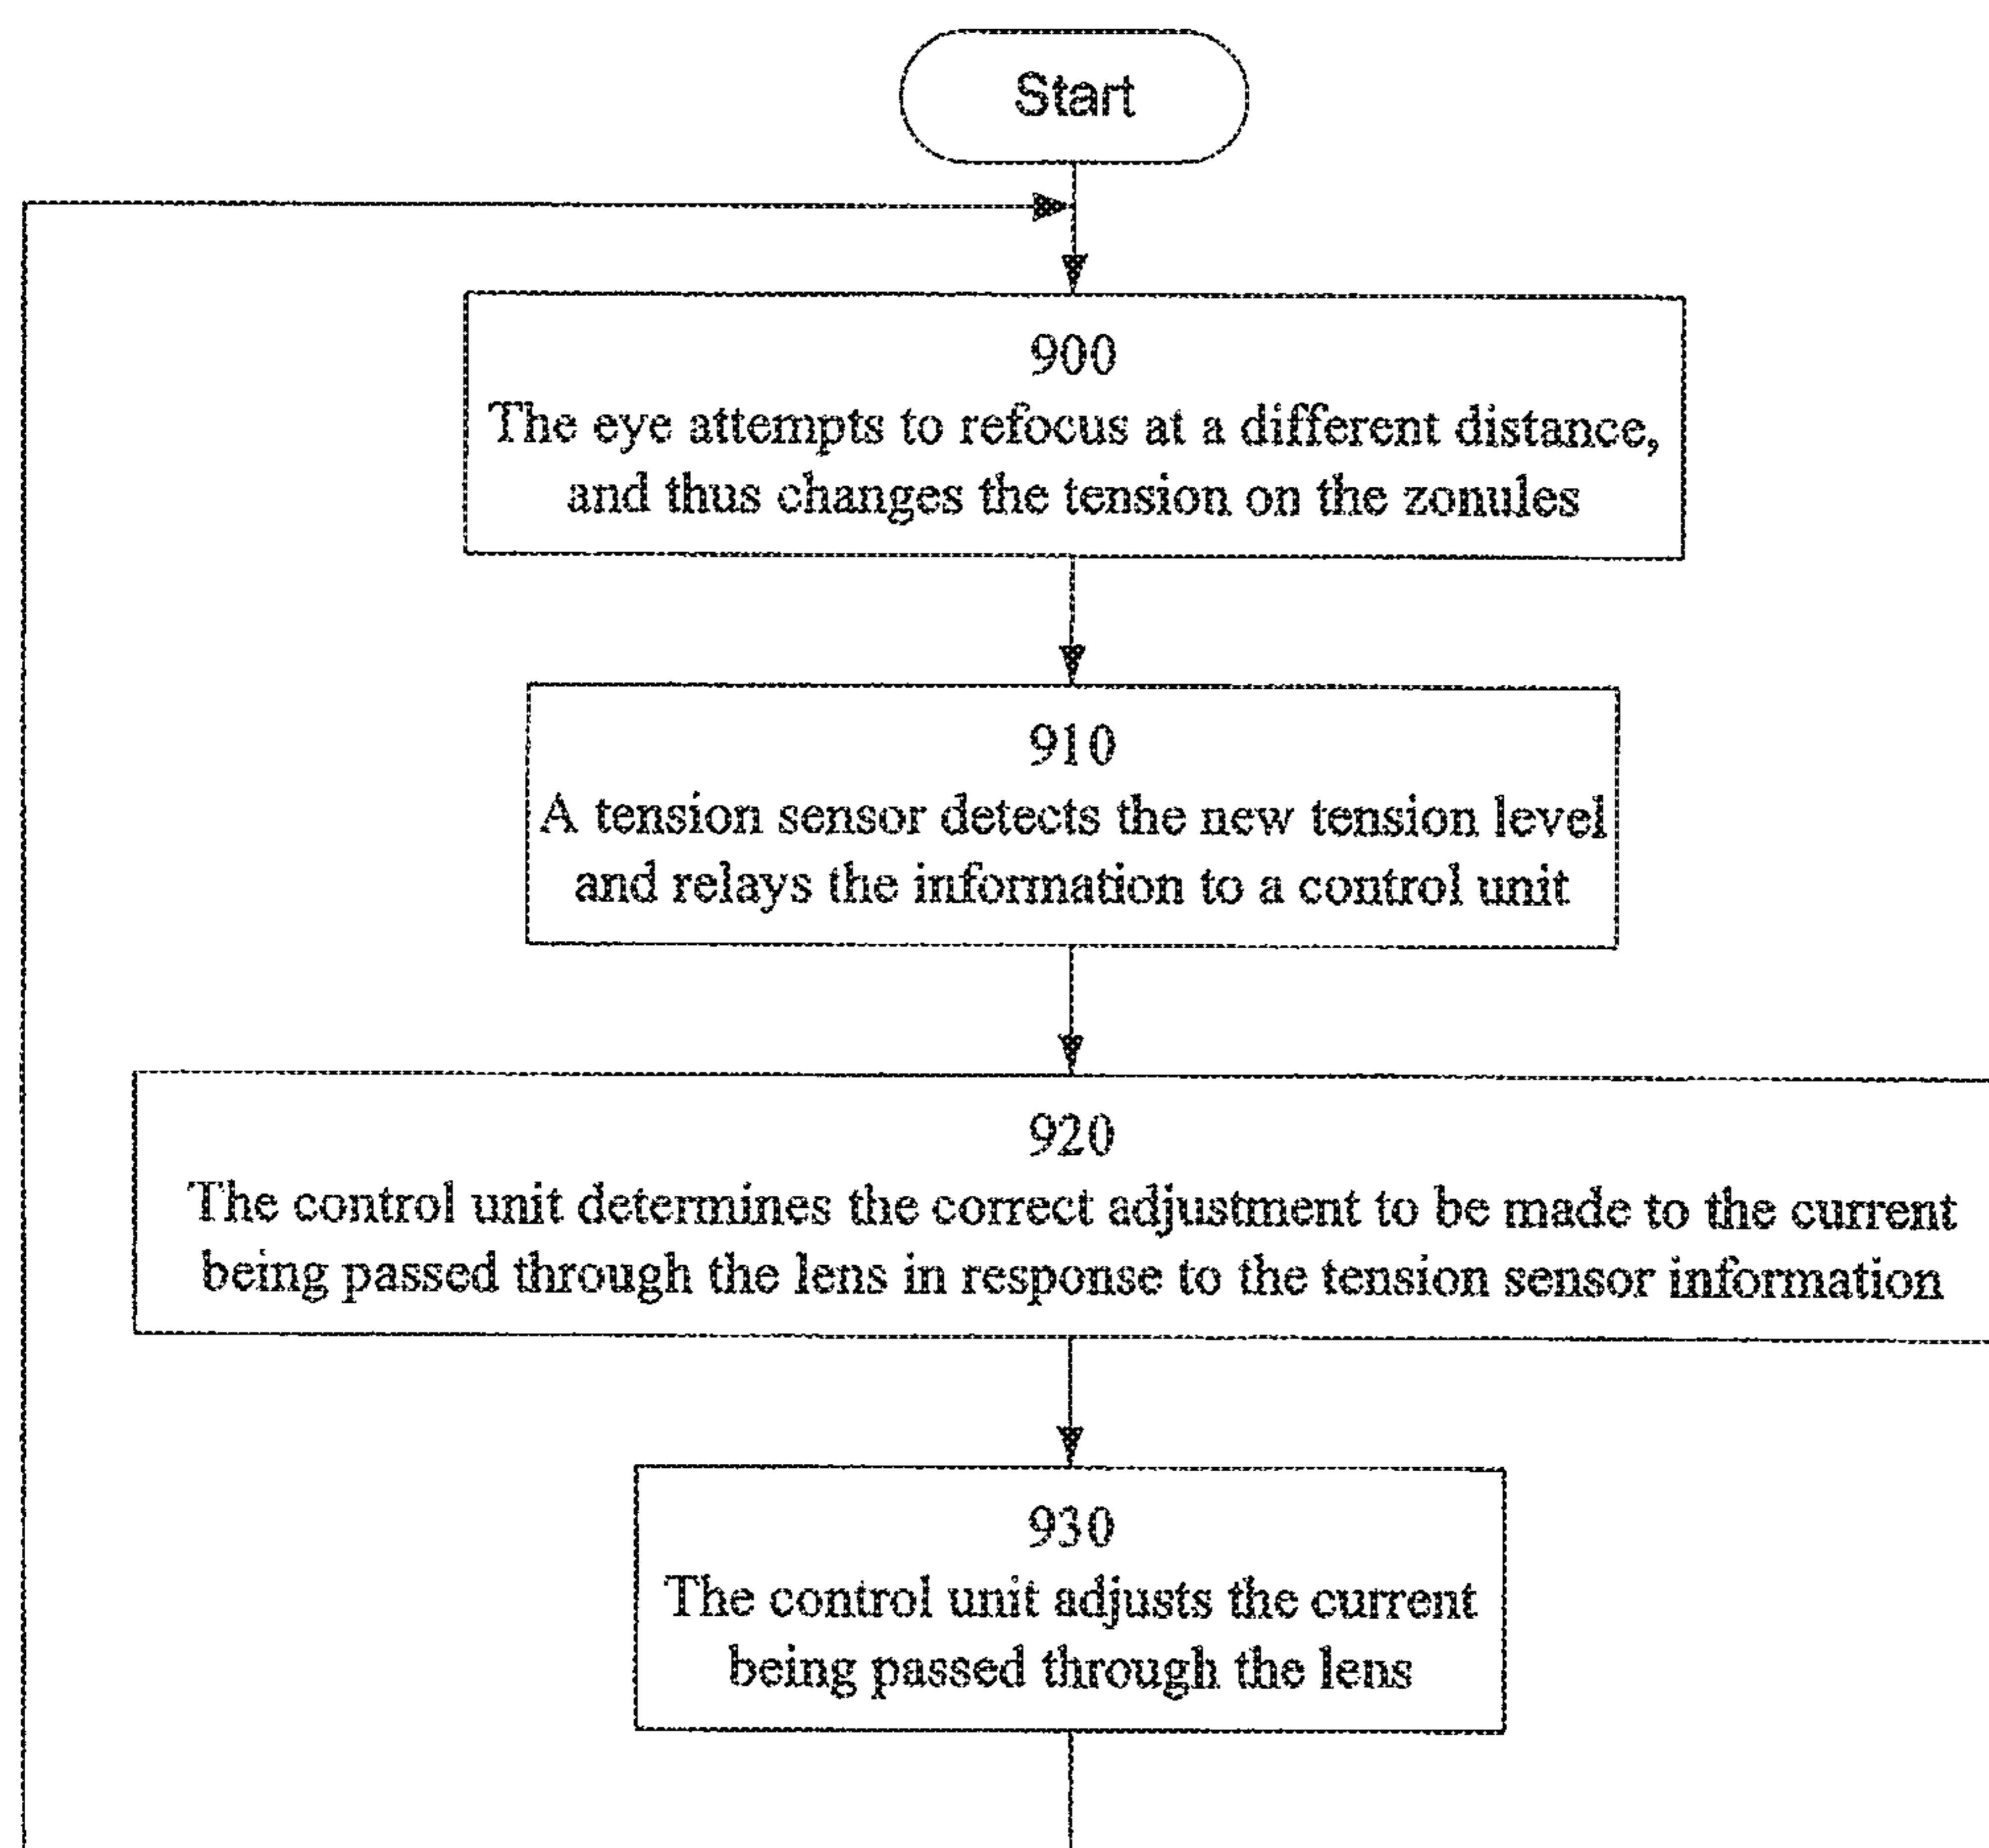 Start
900
The eye attempts to refocus at a different distance,
and thus changes the tension on the zonules
910
A tension sensor detects the new tension level
and relays the information to a control unit
920
The control unit determines the correct adjustment to be made to the current
being passed through the lens in response to the tension sensor information
930
The control unit adjusts the current
being passed through the lens